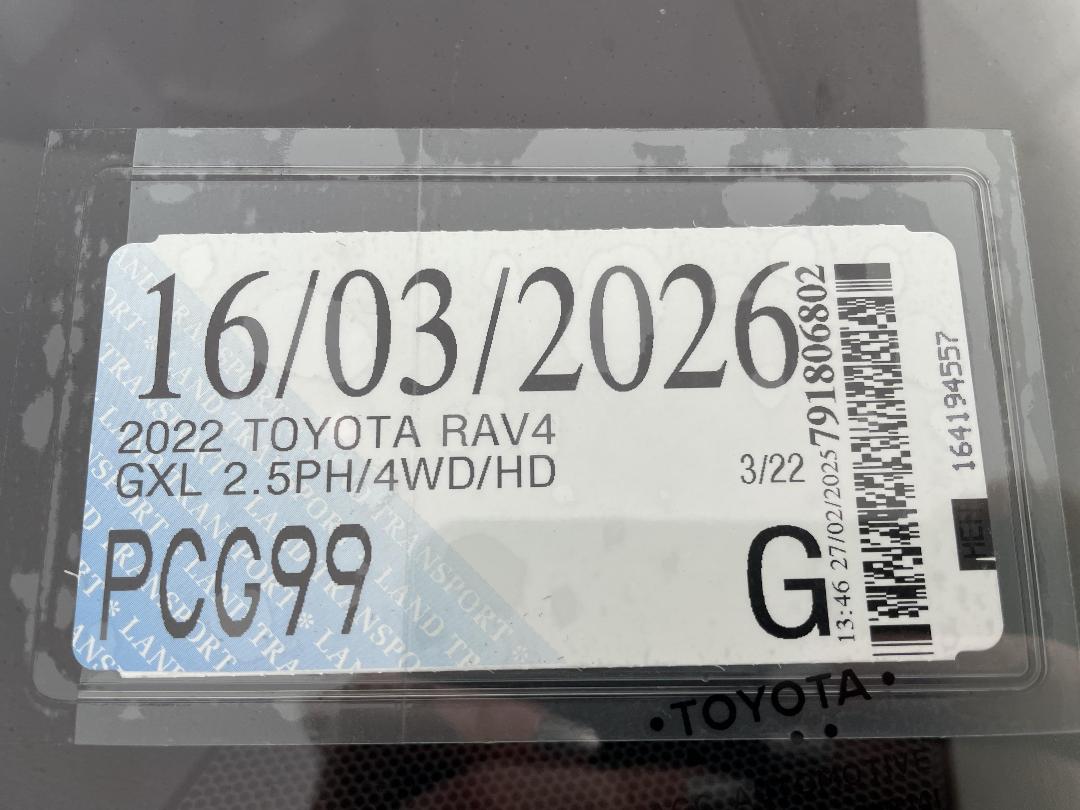 16/03/2026
2022 TOYOTA RAV4
GXL 2.5PH/4WD/HD
3/22
PCG99
G
13:46 27/02/2025
791806802
164194557
• TOYOTA •